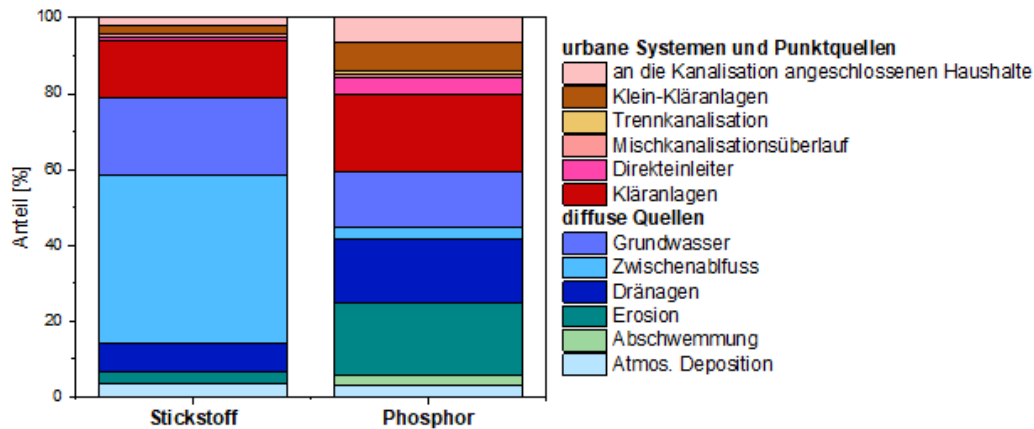 100
80
60
40
20
0
Anteil [%]
Stickstoff
Phosphor
urbane Systemen und Punktquellen
an die Kanalisation angeschlossenen Haushalte
Klein-Kläranlagen
Trennkanalisation
Mischkanalisationsüberlauf
Direkteinleiter
Kläranlagen
diffuse Quellen
Grundwasser
Zwischenablfuss
Dränagen
Erosion
Abschwemmung
Atmos. Deposition